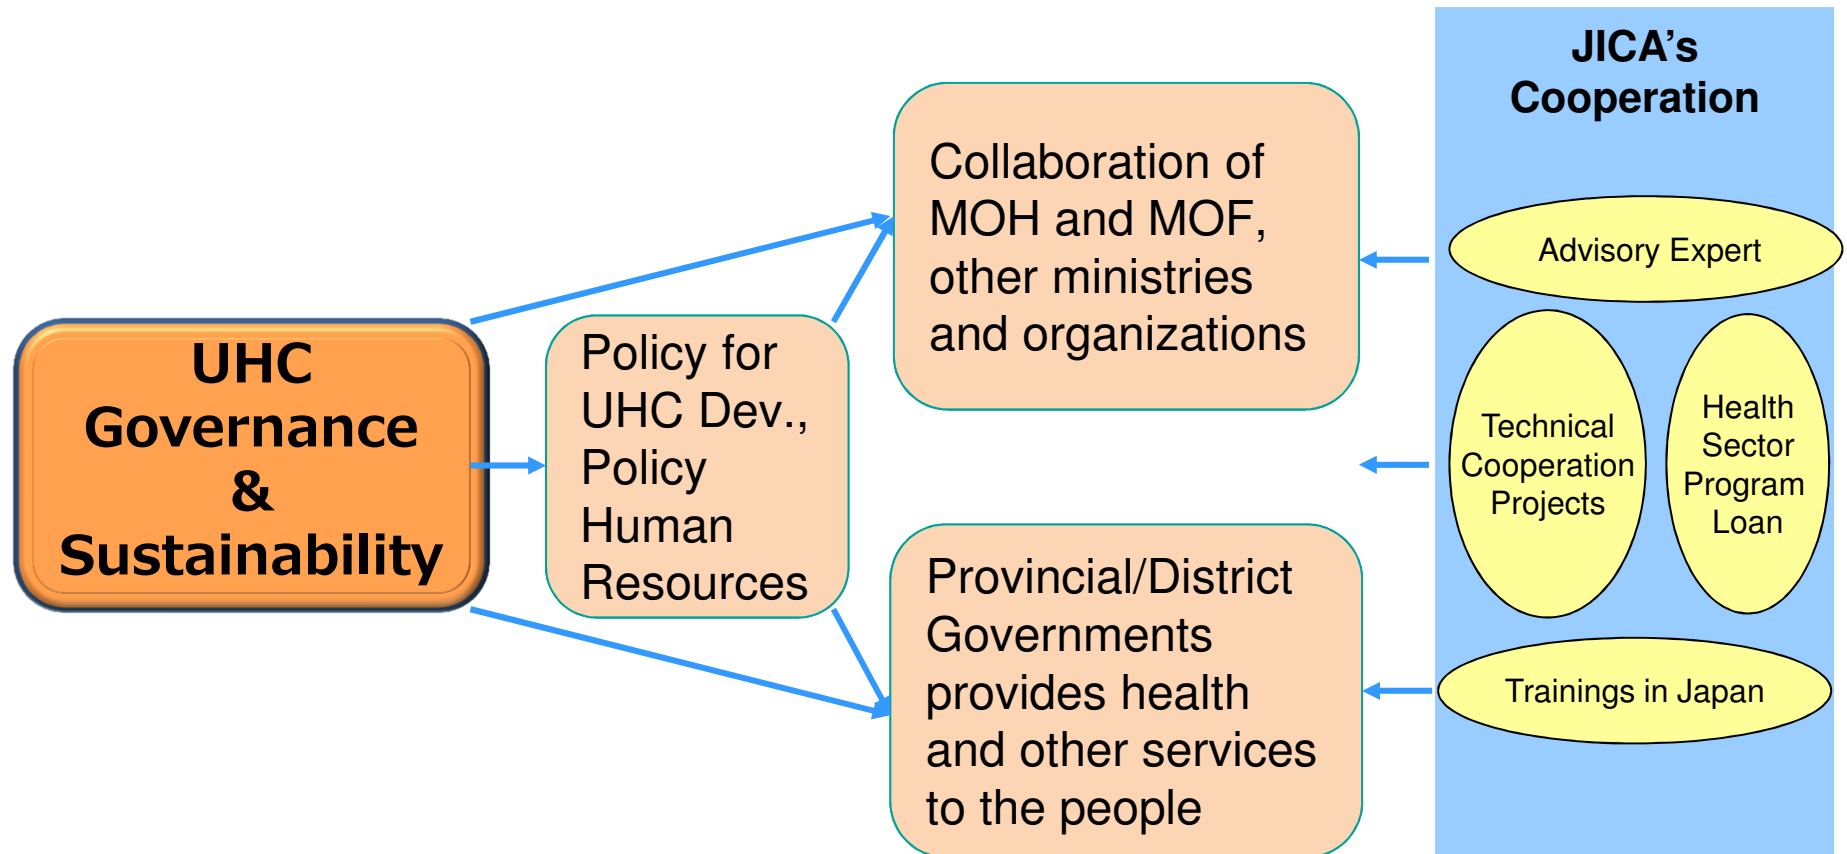 UHC
Governance
&
Sustainability
Policy for
UHC Dev.,
Policy
Human
Resources
Collaboration of
MOH and MOF,
other ministries
and organizations
Provincial/District
Governments
provides health
and other services
to the people
JICA’s
Cooperation
Advisory Expert
Technical
Cooperation
Projects
Health
Sector
Program
Loan
Trainings in Japan